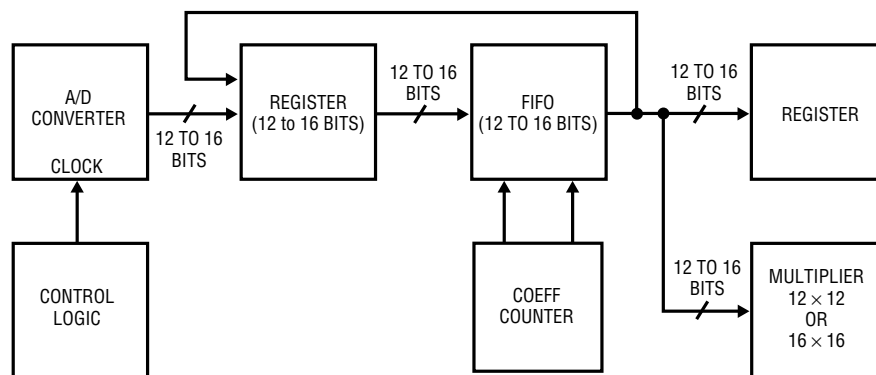 A/D
CONVERTER
CLOCK
12 TO 16
BITS
REGISTER
(12 to 16 BITS)
12 TO 16
BITS
FIFO
(12 TO 16 BITS)
12 TO 16
BITS
REGISTER
CONTROL
LOGIC
COEFF
COUNTER
12 TO 16
BITS
MULTIPLIER
12 × 12
OR
16 × 16